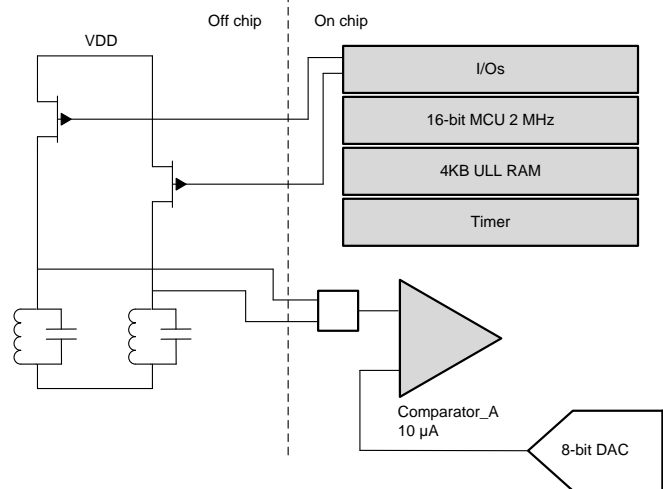 Off chip
On chip
VDD
I/Os
16-bit MCU 2 MHz
4KB ULL RAM
Timer
Comparator_A
10 µA
8-bit DAC